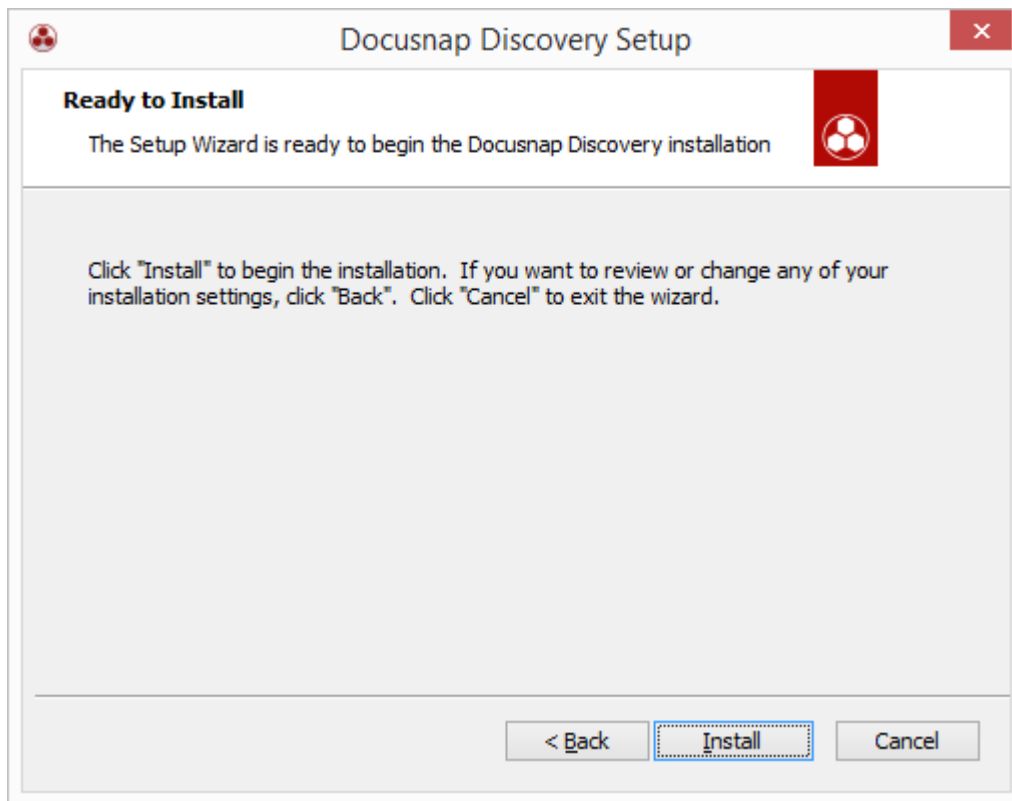 Docusnap Discovery Setup
Ready to Install
The Setup Wizard is ready to begin the Docusnap Discovery installation
Click "Install" to begin the installation.  If you want to review or change any of your
installation settings, click "Back".  Click "Cancel" to exit the wizard.
< Back
Install
Cancel